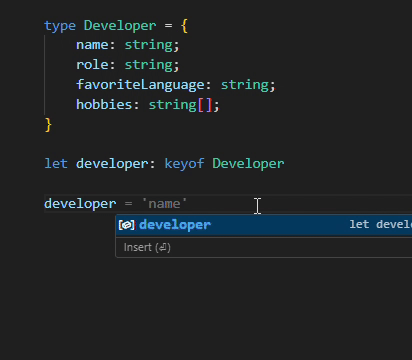 type Developer = {
name: string;
role: string;
favoriteLanguage: string;
hobbies: string[];
}
let developer: keyof Developer
developer = 'name'
developer let devel
Insert (⏎)